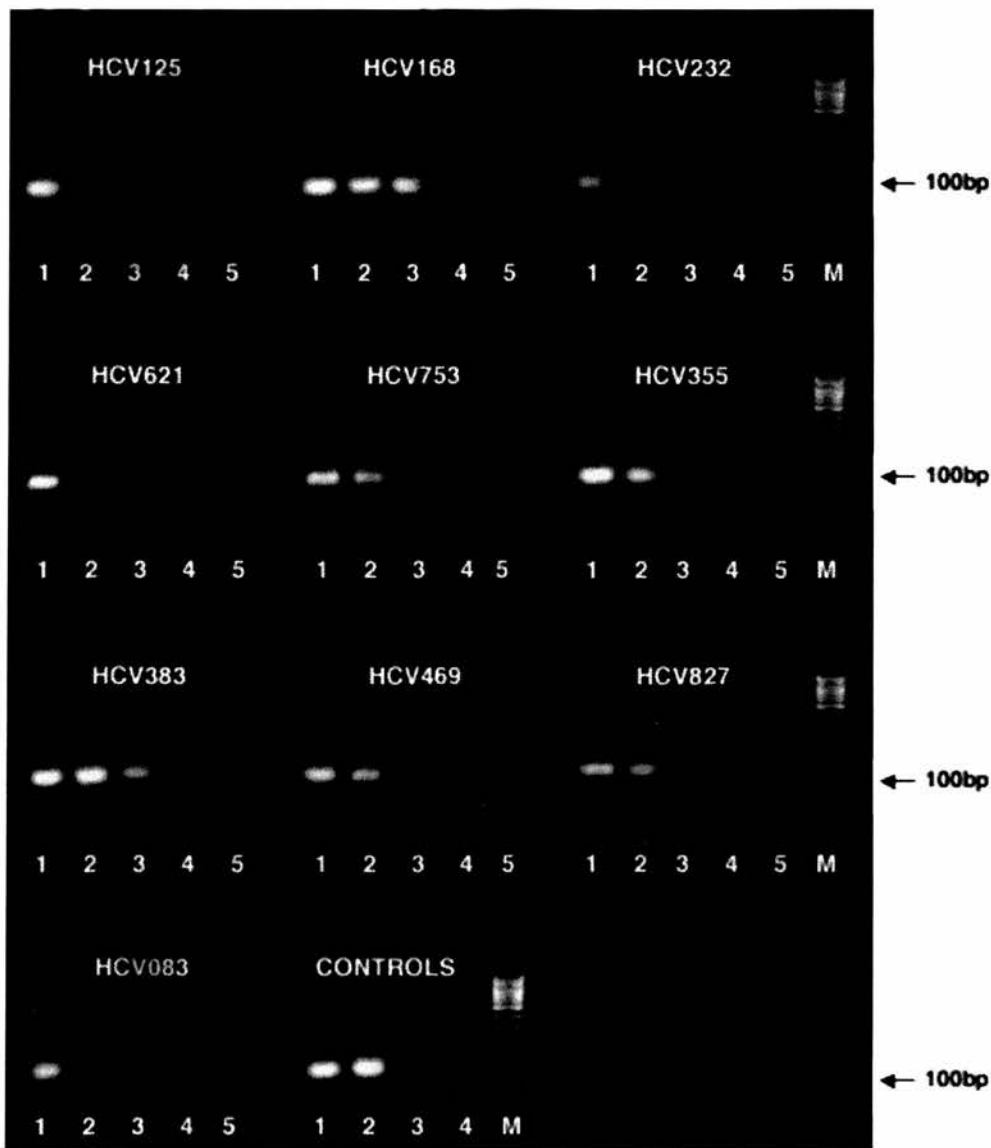 HCV125 HCV168 HCV232
← 100bp
1 2 3 4 5 1 2 3 4 5 1 2 3 4 5 M
HCV621 HCV753 HCV355
← 100bp
1 2 3 4 5 1 2 3 4 5 1 2 3 4 5 M
HCV383 HCV469 HCV827
← 100bp
1 2 3 4 5 1 2 3 4 5 1 2 3 4 5 M
HCV083 CONTROLS
← 100bp
1 2 3 4 5 1 2 3 4 M